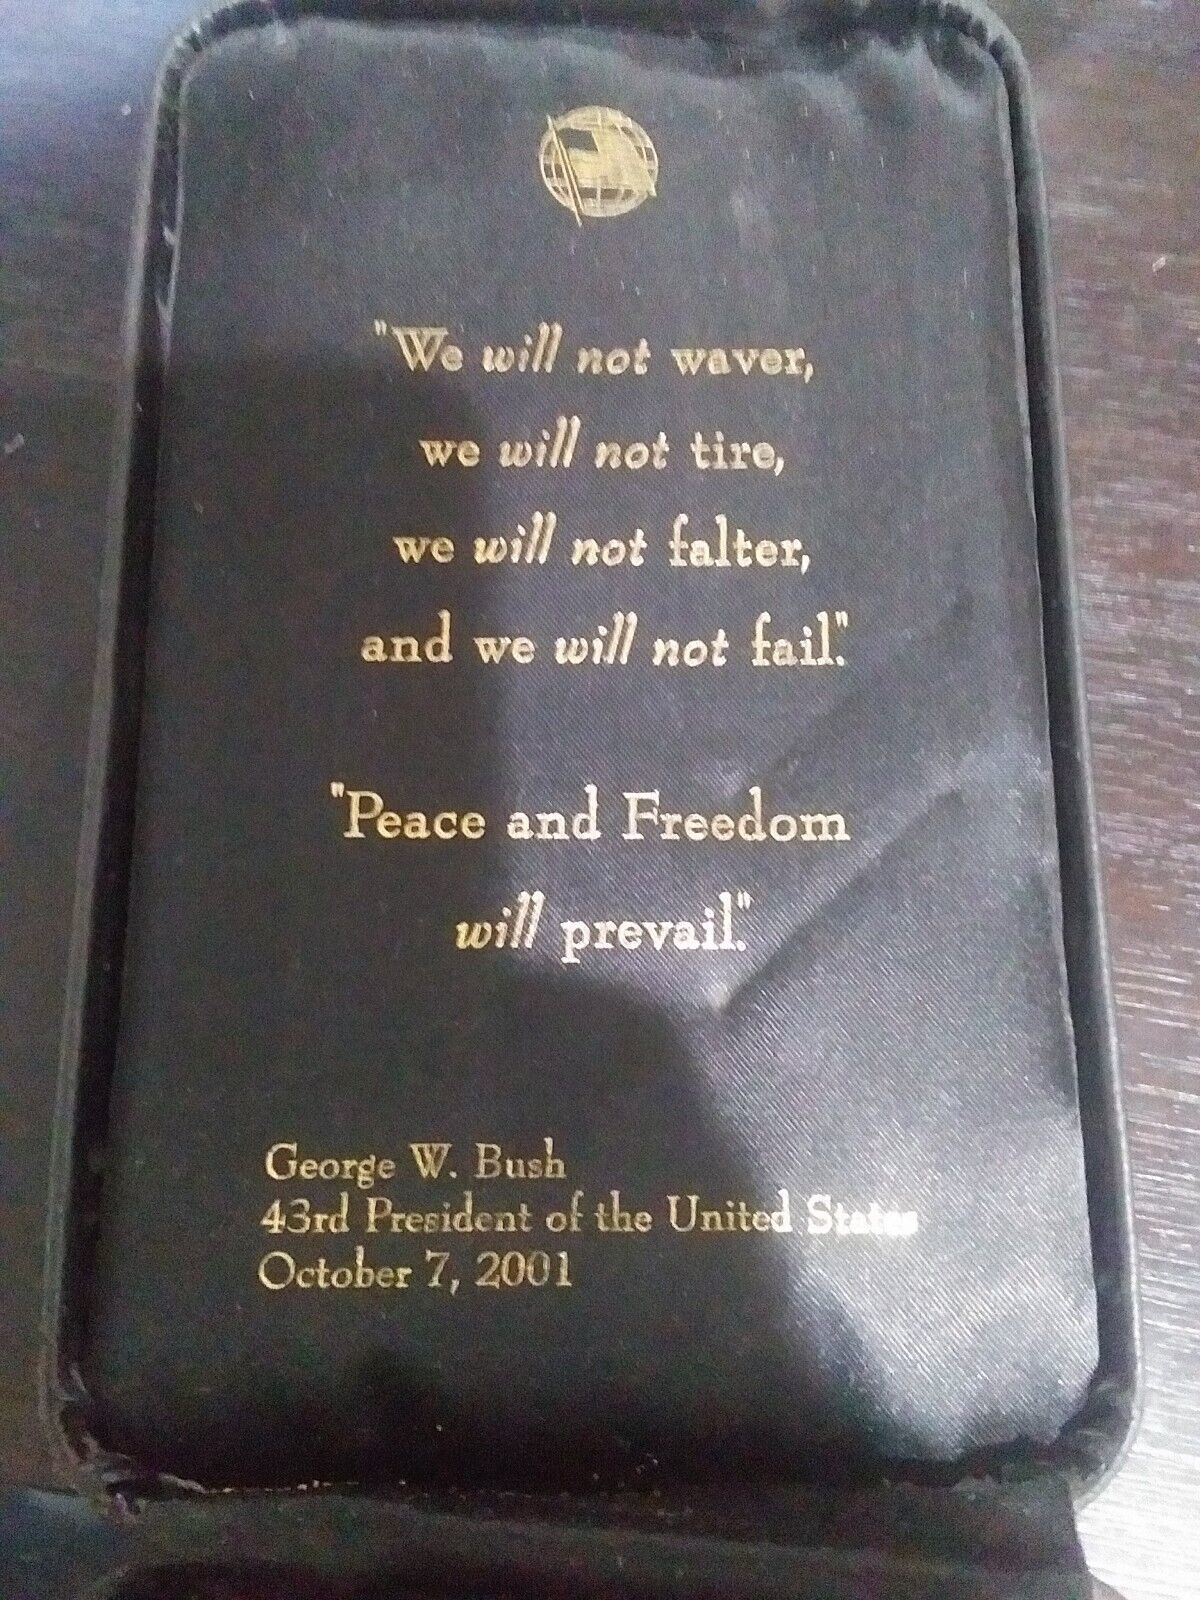 "We will not waver,
we will not tire,
we will not falter,
and we will not fail."
"Peace and Freedom
will prevail."
George W. Bush
43rd President of the United States
October 7, 2001